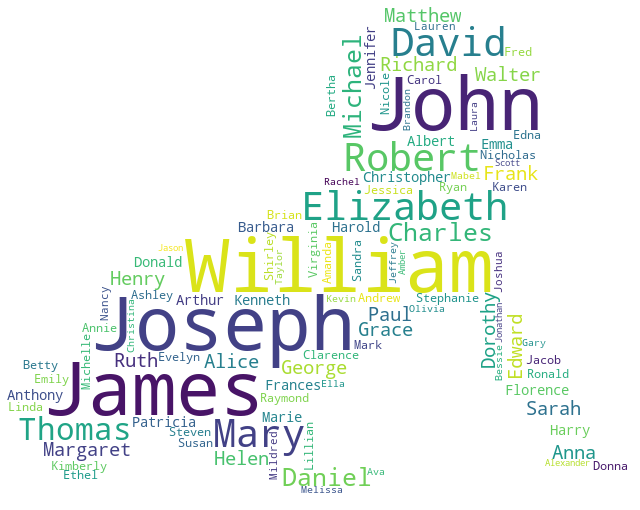 Matthew
Lauren
David
Fred
Jennifer
Michael
Richard
Walter
Bertha
Nicole
Carol
John
Brandon
Laura
Edna
Albert
Emma
Robert
Nicholas
Scott
Christopher
Frank
Mabel
Rachel
Jessica
Ryan
Karen
Elizabeth
Brian
Barbara
Harold
Charles
Virginia
Shirley
Taylor
Amanda
Sandra
Jeffrey
Amber
Joshua
Jason
William
Donald
Henry
Nancy
Ashley
Arthur
Kenneth
Kevin
Andrew
Stephanie
Olivia
Christina
Joseph
Paul
Grace
Mark
Annie
Dorothy
Bessie
Jonathan
Edward
Gary
Michelle
Ruth
Evelyn
Alice
Clarence
George
Jacob
Betty
Emily
James
Frances
Ella
Ronald
Anthony
Raymond
Florence
Linda
Marie
Sarah
Thomas
Patricia
Steven
Mary
Harry
Susan
Margaret
Mildred
Lillian
Anna
Kimberly
Helen
Daniel
Ava
Alexander
Donna
Ethel
Melissa